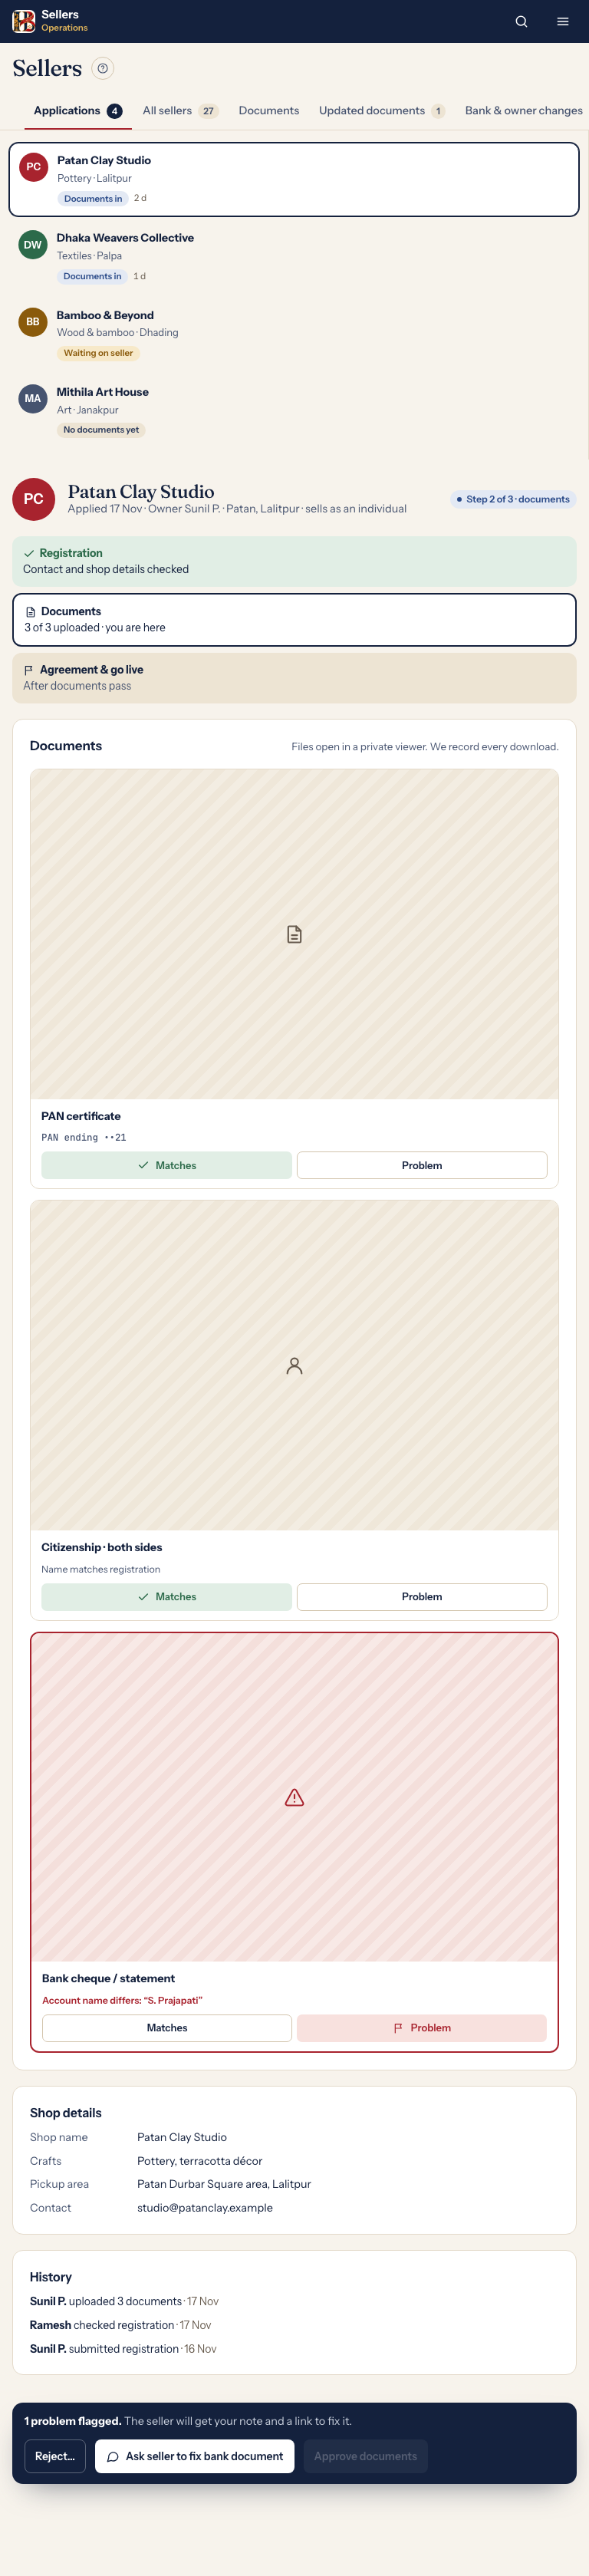 Sellers
Operations
Sellers
Applications 4 All sellers 27 Documents Updated documents 1 Bank & owner changes
PC
Patan Clay Studio
Pottery · Lalitpur
Documents in 2 d
DW
Dhaka Weavers Collective
Textiles · Palpa
Documents in 1 d
BB
Bamboo & Beyond
Wood & bamboo · Dhading
Waiting on seller
MA
Mithila Art House
Art · Janakpur
No documents yet
PC
Patan Clay Studio
Applied 17 Nov · Owner Sunil P. · Patan, Lalitpur · sells as an individual
Step 2 of 3 · documents
Registration
Contact and shop details checked
Documents
3 of 3 uploaded · you are here
Agreement & go live
After documents pass
Documents
Files open in a private viewer. We record every download.
PAN certificate
PAN ending ••21
Matches Problem
Citizenship · both sides
Name matches registration
Matches Problem
Bank cheque / statement
Account name differs: “S. Prajapati”
Matches Problem
Shop details
Shop name Patan Clay Studio
Crafts Pottery, terracotta décor
Pickup area Patan Durbar Square area, Lalitpur
Contact studio@patanclay.example
History
Sunil P. uploaded 3 documents · 17 Nov
Ramesh checked registration · 17 Nov
Sunil P. submitted registration · 16 Nov
1 problem flagged. The seller will get your note and a link to fix it.
Reject... Ask seller to fix bank document Approve documents